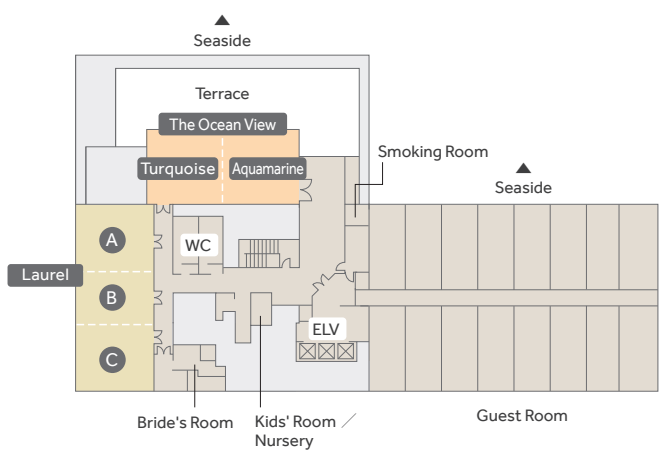 Seaside
Terrace
The Ocean View
Turquoise
Aquamarine
Smoking Room
Seaside
A
WC
Laurel
B
ELV
C
Bride's Room
Kids' Room ／
Nursery
Guest Room